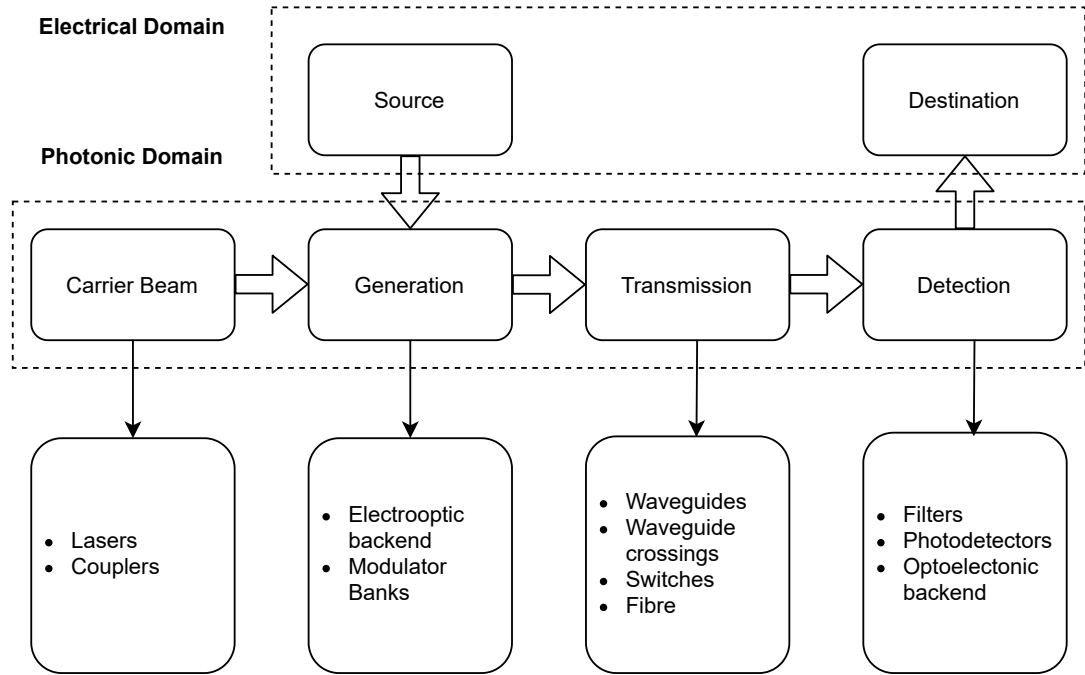 Electrical Domain
Source
Destination
Photonic Domain
Carrier Beam
Generation
Transmission
Detection
• Lasers
• Couplers
• Electrooptic
backend
• Modulator
Banks
• Waveguides
• Waveguide
crossings
• Switches
• Fibre
• Filters
• Photodetectors
• Optoelectonic
backend